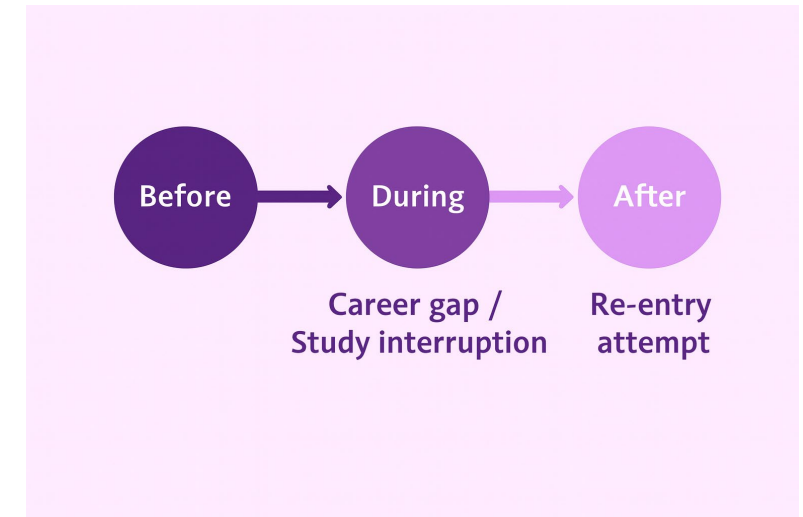 Before
During
After
Career gap /
Study interruption
Re-entry
attempt